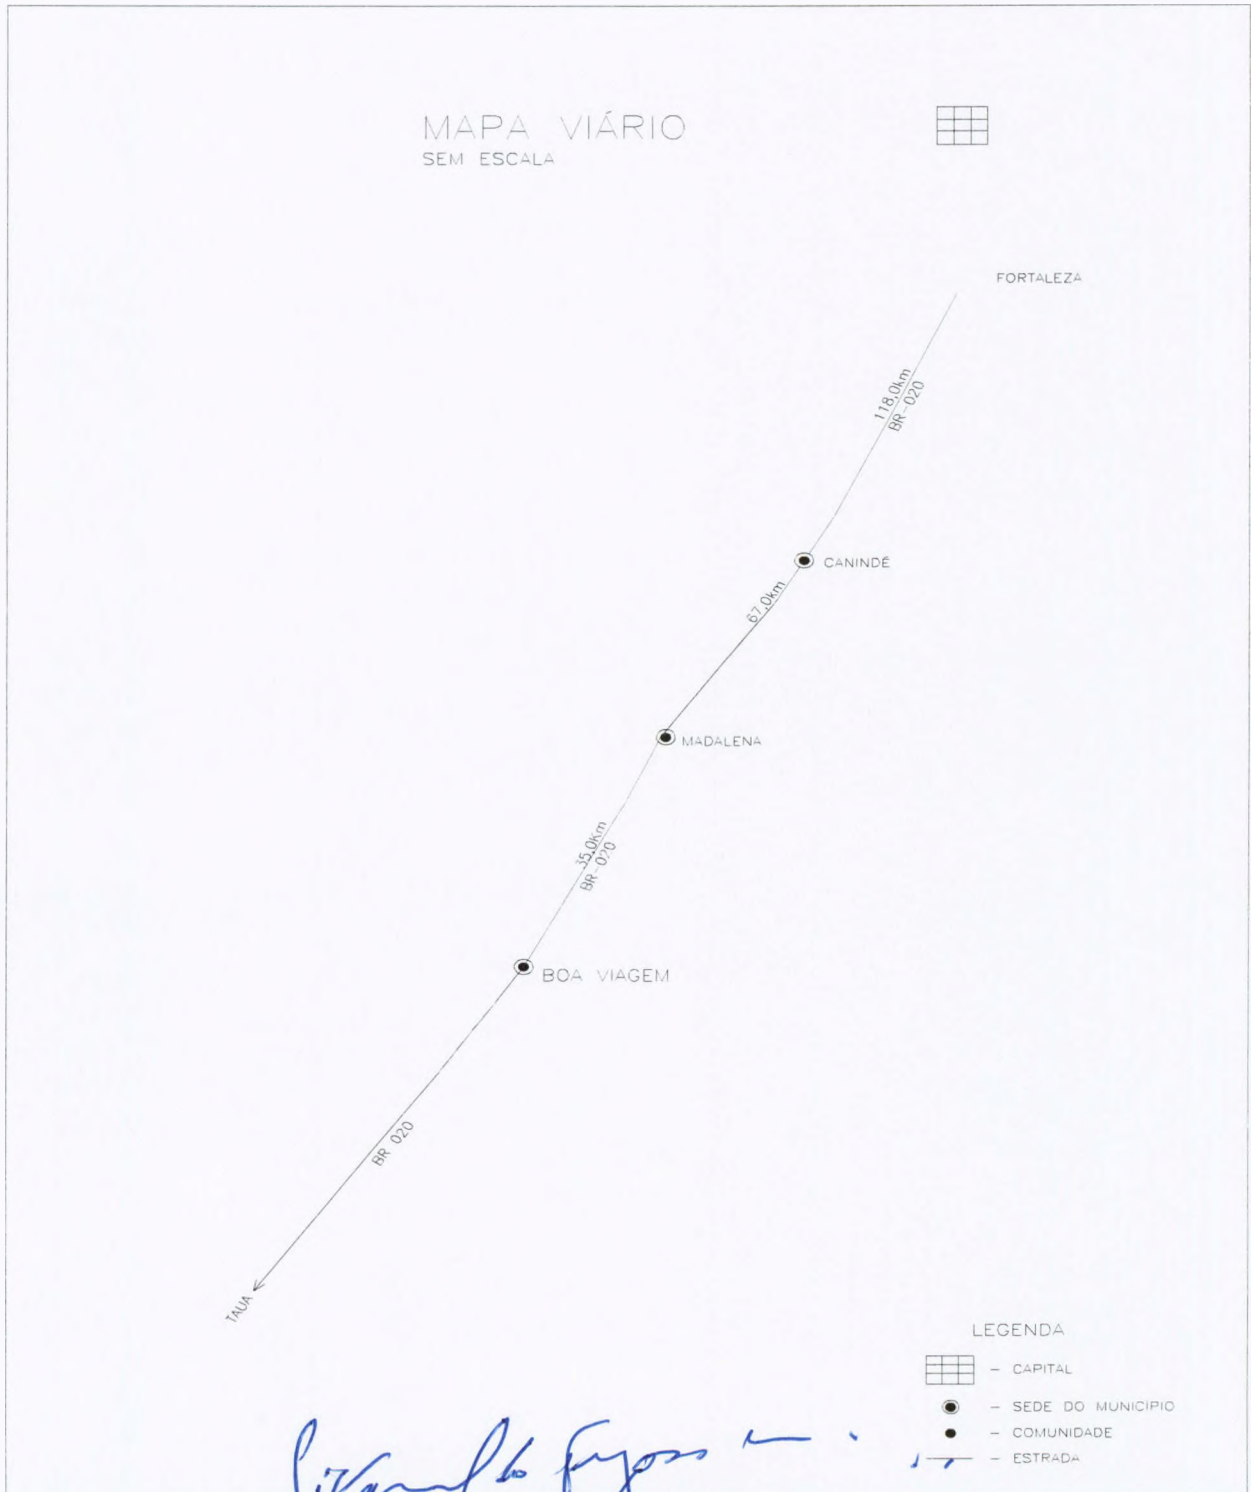 MAPA VIÁRIO
SEM ESCALA
FORTALEZA
118,0km
BR-020
CANINDÉ
67,0km
MADALENA
35,0Km
BR-020
BOA VIAGEM
BR 020
TAUA
LEGENDA
- CAPITAL
- SEDE DO MUNICÍPIO
- COMUNIDADE
- ESTRADA